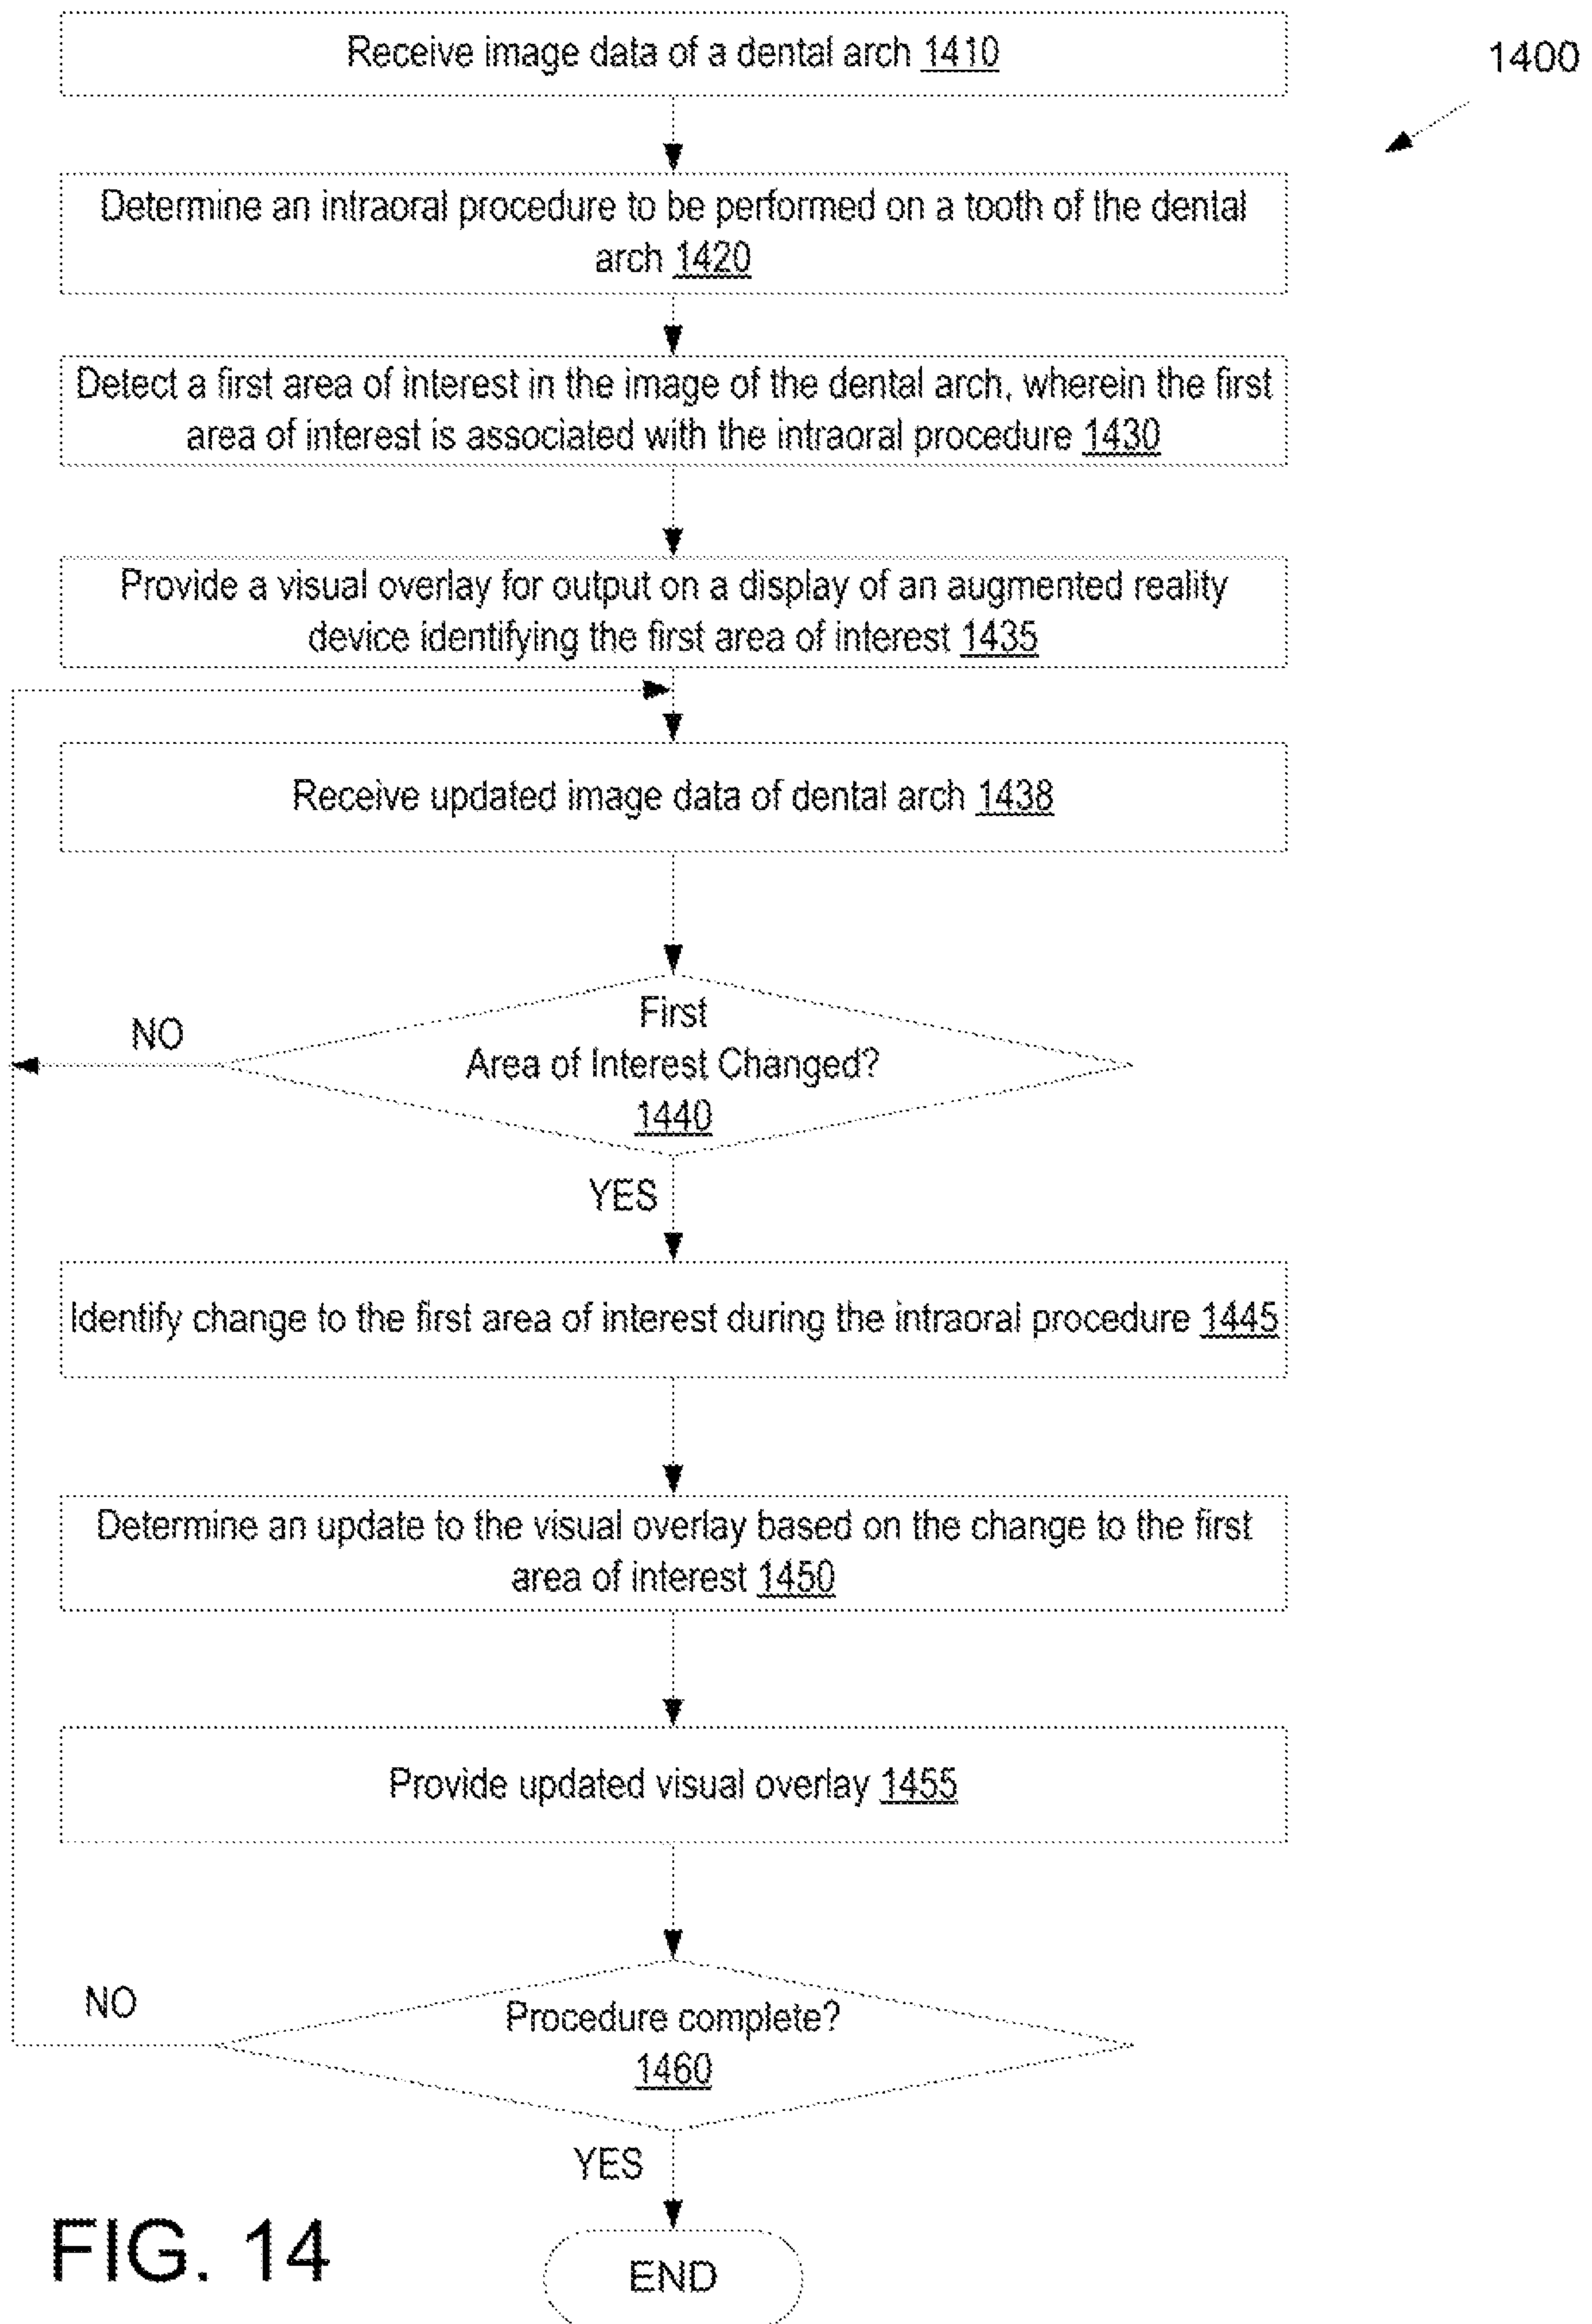 Receive image data of a dental arch 1410
1400
Determine an intraoral procedure to be performed on a tooth of the dental
arch 1420
Detect a first area of interest in the image of the dental arch, wherein the first
area of interest is associated with the intraoral procedure 1430
Provide a visual overlay for output on a display of an augmented reality
device identifying the first area of interest 1435
Receive updated image data of dental arch 1438
First
Area of Interest Changed?
1440
NO
YES
Identify change to the first area of interest during the intraoral procedure 1445
Determine an update to the visual overlay based on the change to the first
area of interest 1450
Provide updated visual overlay 1455
NO
Procedure complete?
1460
YES
END
FIG. 14